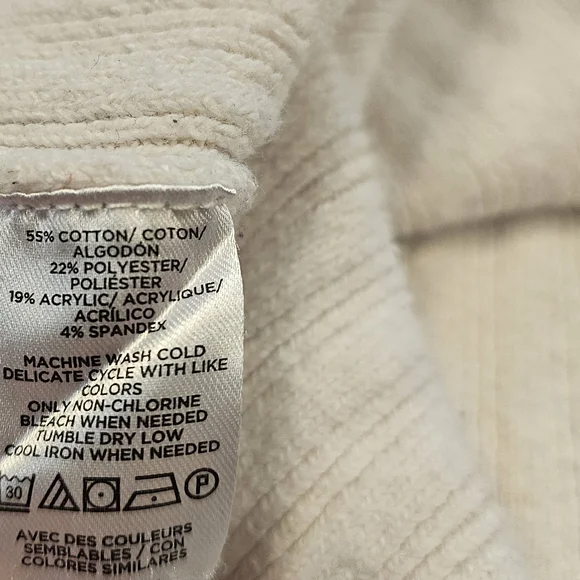 55% COTTON/ COTON/
ALGODÓN
22% POLYESTER/
POLIÉSTER
19% ACRYLIC/ ACRYLIQUE/
ACRÍLICO
4% SPANDEX
MACHINE WASH COLD
DELICATE CYCLE WITH LIKE
COLORS
ONLY NON-CHLORINE
BLEACH WHEN NEEDED
TUMBLE DRY LOW
COOL IRON WHEN NEEDED
30 P
AVEC DES COULEURS
SEMBLABLES / CON
COLORES SIMILARES